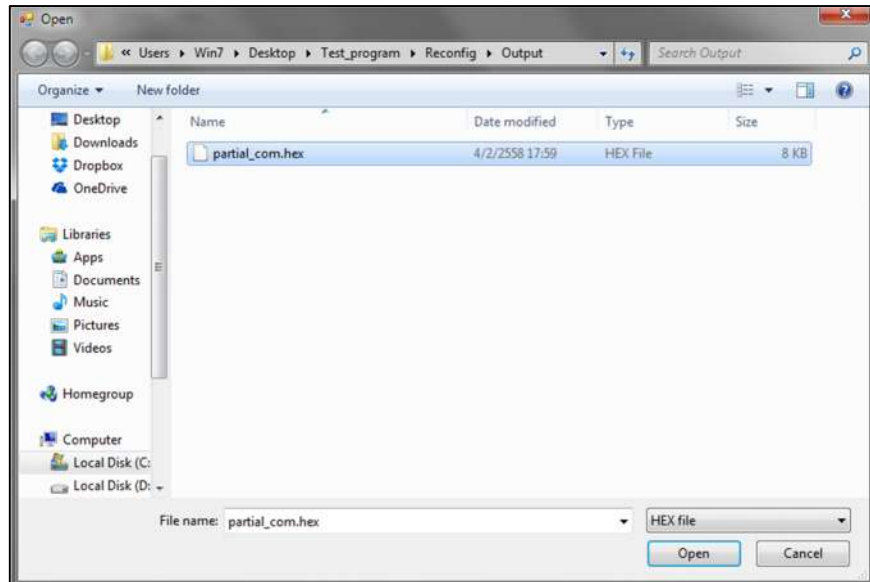 Open
« Users ▸ Win7 ▸ Desktop ▸ Test_program ▸ Reconfig ▸ Output
Search Output
Organize New folder
Name Date modified Type Size
partial_com.hex 4/2/2558 17:59 HEX File 8 KB
Desktop
Downloads
Dropbox
OneDrive
Libraries
Apps
Documents
Music
Pictures
Videos
Homegroup
Computer
Local Disk (C:
Local Disk (D:
File name: partial_com.hex HEX file
Open Cancel